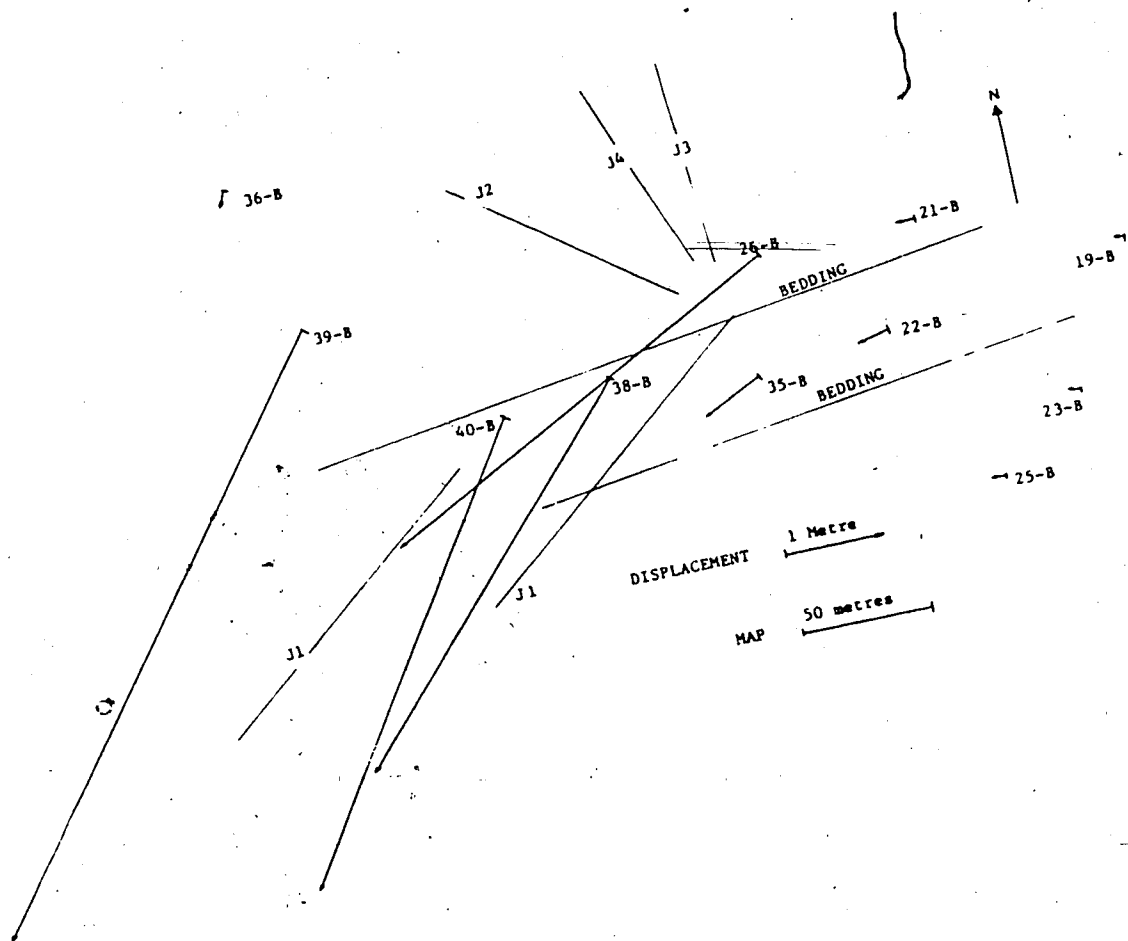 N
J3
J4
J2
36-B
21-B
26-B
19-B
BEDDING
39-B
22-B
38-B
35-B
BEDDING
23-B
40-B
25-B
1 Metre
DISPLACEMENT
J1
50 metres
MAP
J1